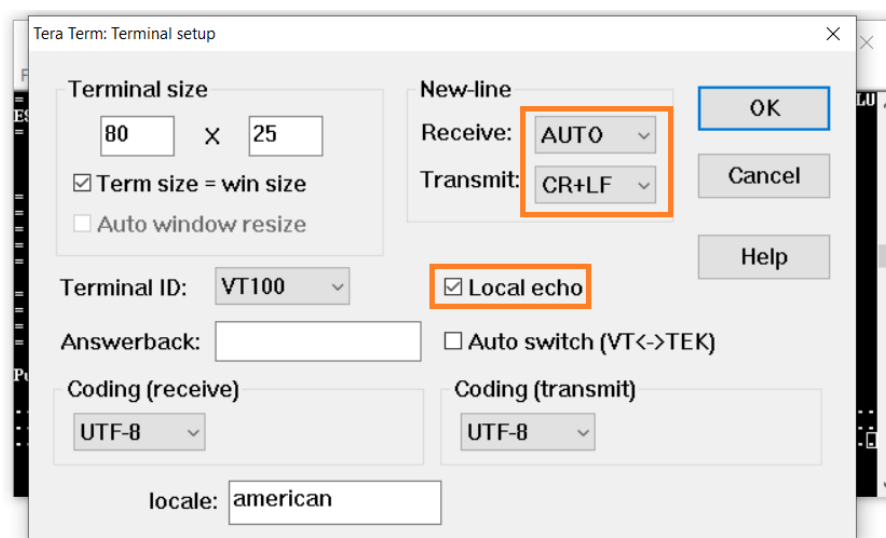 Tera Term: Terminal setup
Terminal size
80 X 25
Term size = win size
Auto window resize
New-line
Receive: AUTO
Transmit: CR+LF
OK
Cancel
Help
Terminal ID: VT100
Local echo
Answerback:
Auto switch (VT<->TEK)
Coding (receive)
UTF-8
Coding (transmit)
UTF-8
locale: american
LU